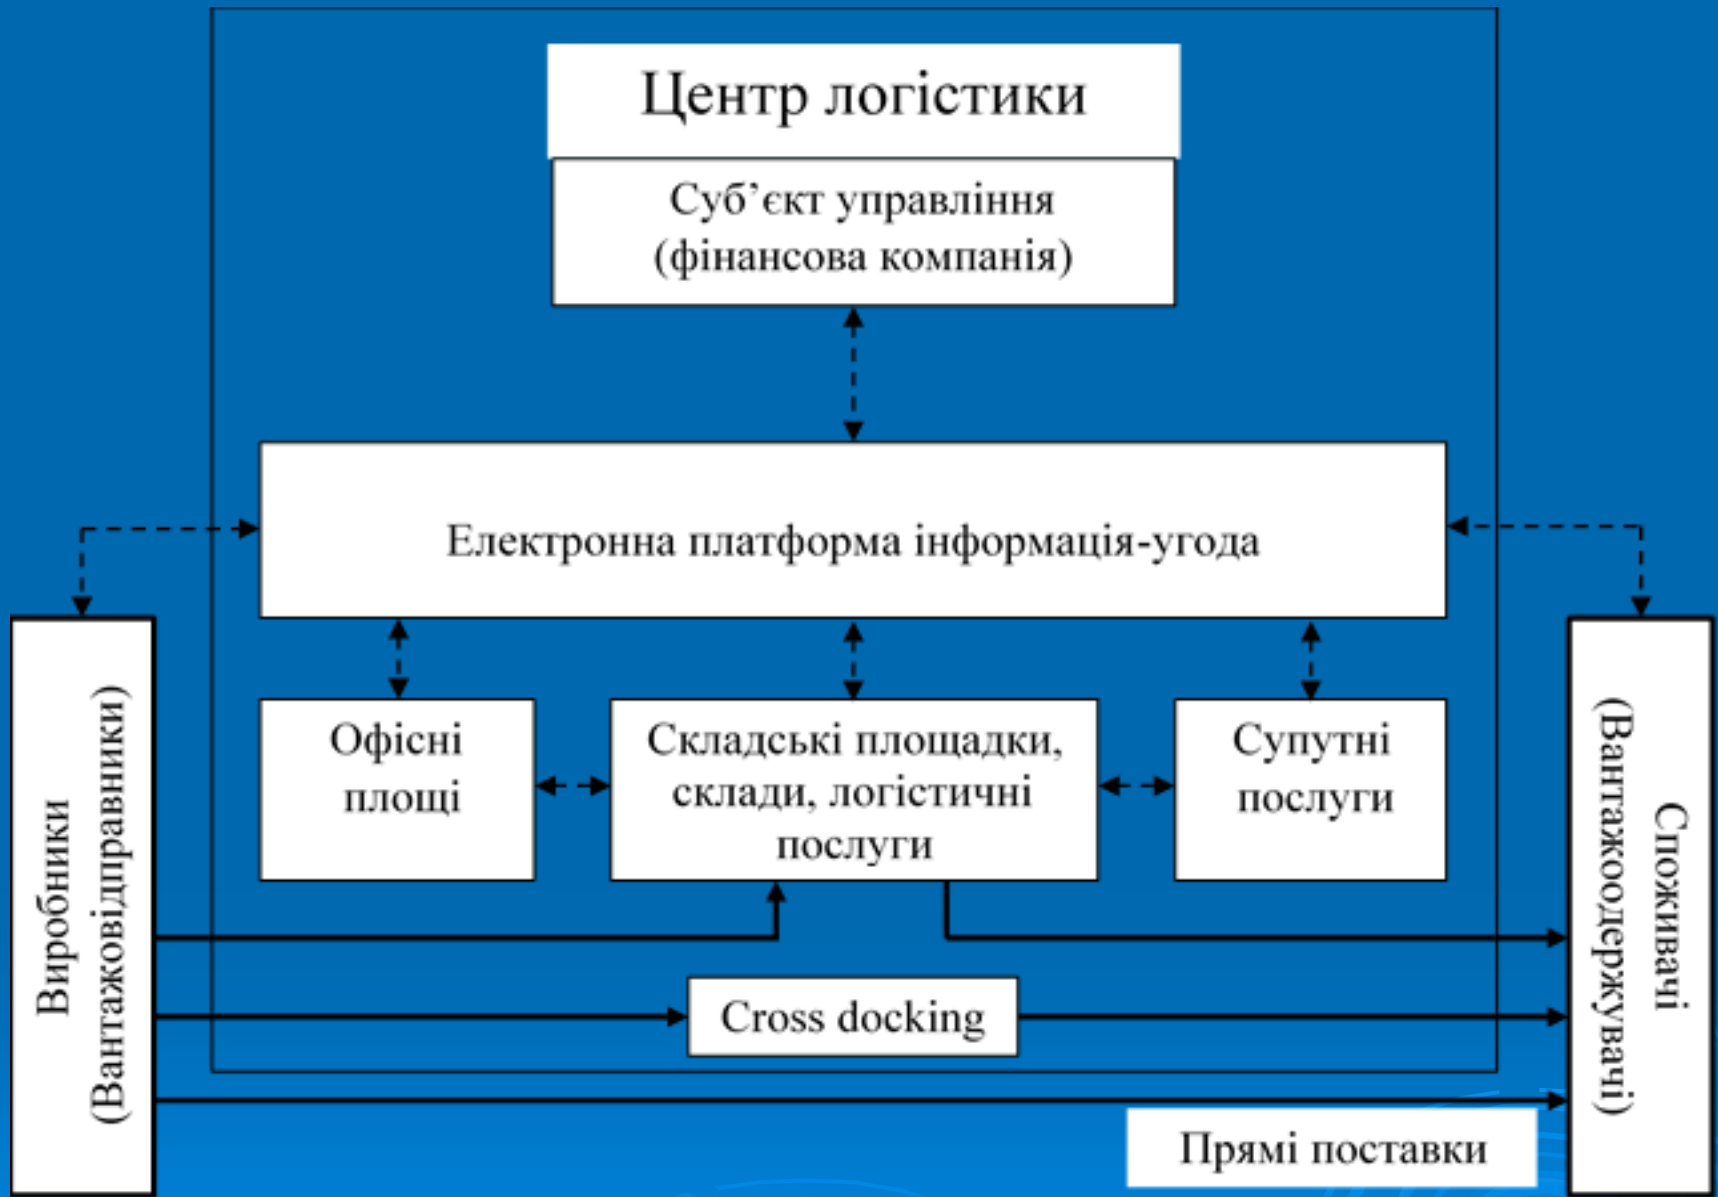 Центр логістики
Суб’єкт управління
(фінансова компанія)
Електронна платформа інформація-угода
Офісні
площі
Складські площадки,
склади, логістичні
послуги
Супутні
послуги
Виробники
(Вантажовідправники)
Споживачі
(Вантажоодержувачі)
Cross docking
Прямі поставки